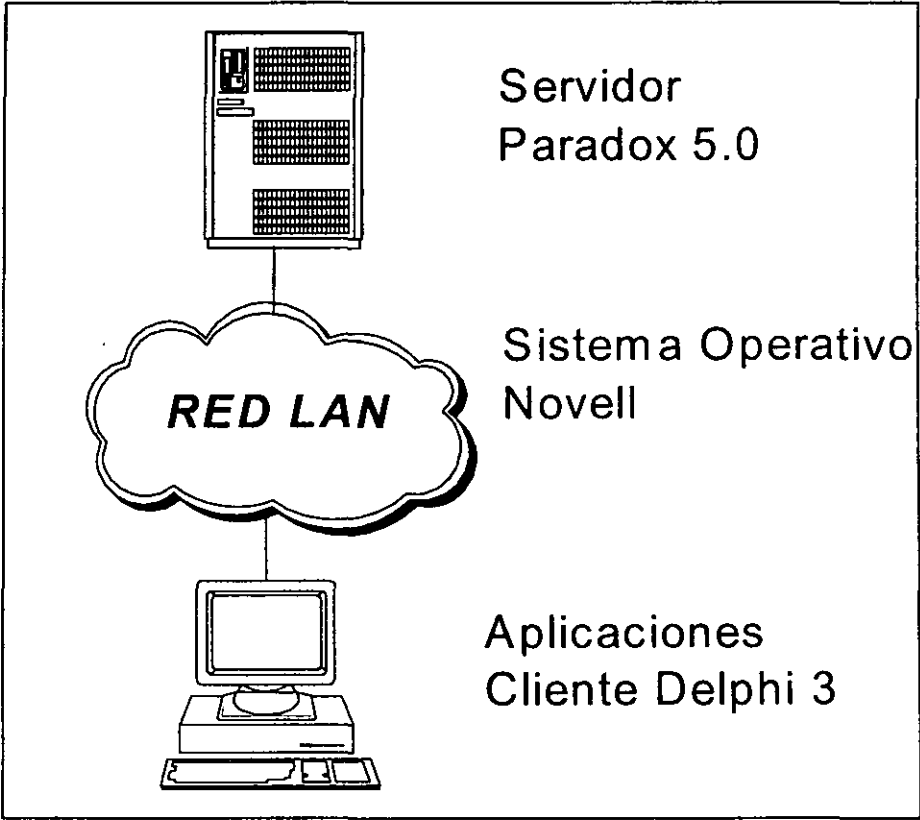 Servidor
Paradox 5.0
RED LAN
Sistema Operativo
Novell
Aplicaciones
Cliente Delphi 3